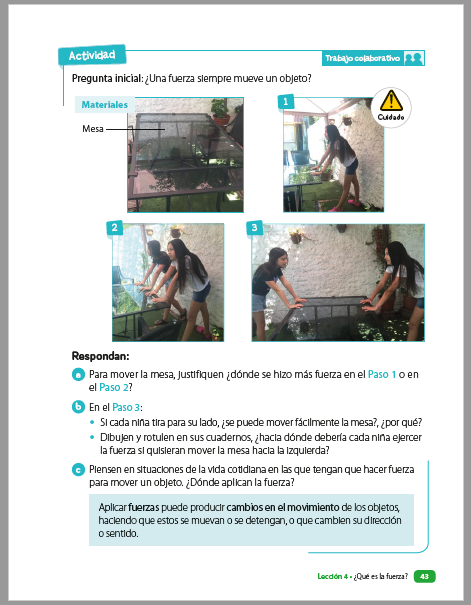 Actividad
Trabajo colaborativo
Pregunta inicial: ¿Una fuerza siempre mueve un objeto?
Materiales
Mesa
1
Cuidado
2
3
Respondan:
a Para mover la mesa, justifiquen ¿dónde se hizo más fuerza en el Paso 1 o en
el Paso 2?
b En el Paso 3:
• Si cada niña tira para su lado, ¿se puede mover fácilmente la mesa?, ¿por qué?
• Dibujen y rotulen en sus cuadernos, ¿hacia dónde debería cada niña ejercer
la fuerza si quisieran mover la mesa hacia la izquierda?
c Piensen en situaciones de la vida cotidiana en las que tengan que hacer fuerza
para mover un objeto. ¿Dónde aplican la fuerza?
Aplicar fuerzas puede producir cambios en el movimiento de los objetos,
haciendo que estos se muevan o se detengan, o que cambien su dirección
o sentido.
Lección 4 • ¿Qué es la fuerza? 43